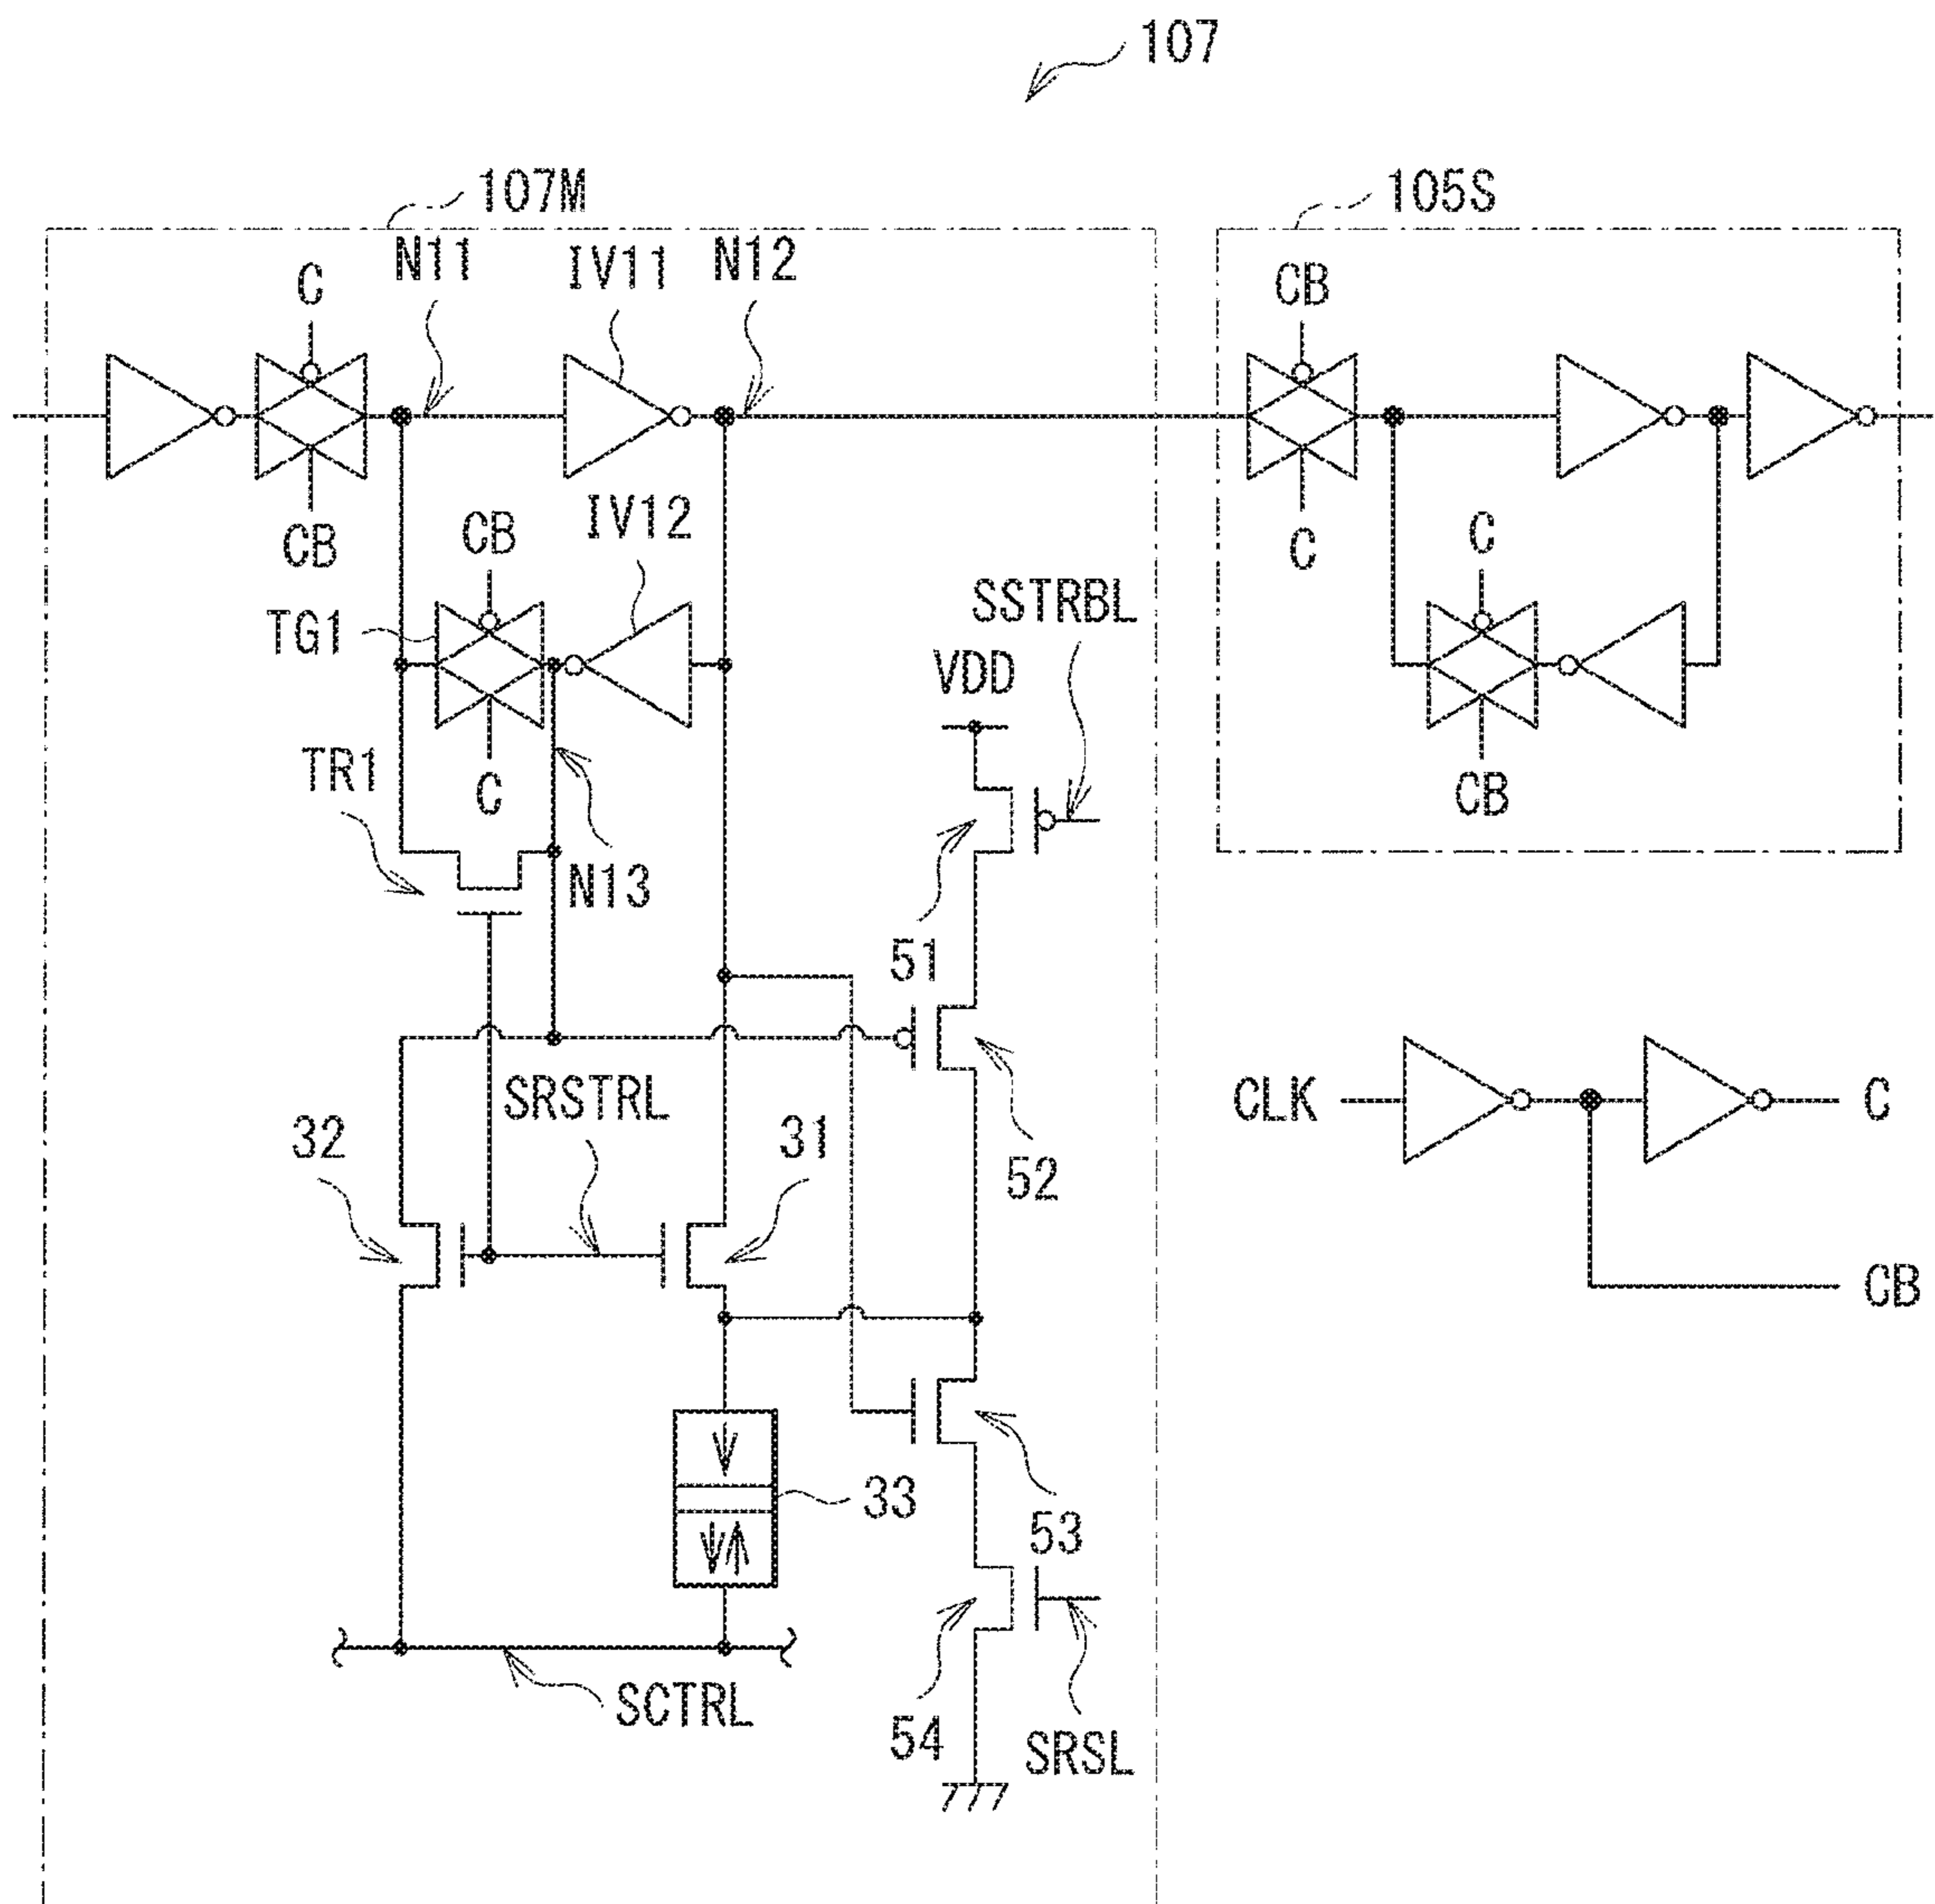 107
107M
105S
N11
IV11
N12
C
CB
CB
IV12
CB
C
C
SSTRBL
TG1
VDD
TR1
C
CB
N13
51
SRSTRL
CLK
C
32
31
52
CB
33
53
SCTRL
54
SRSL